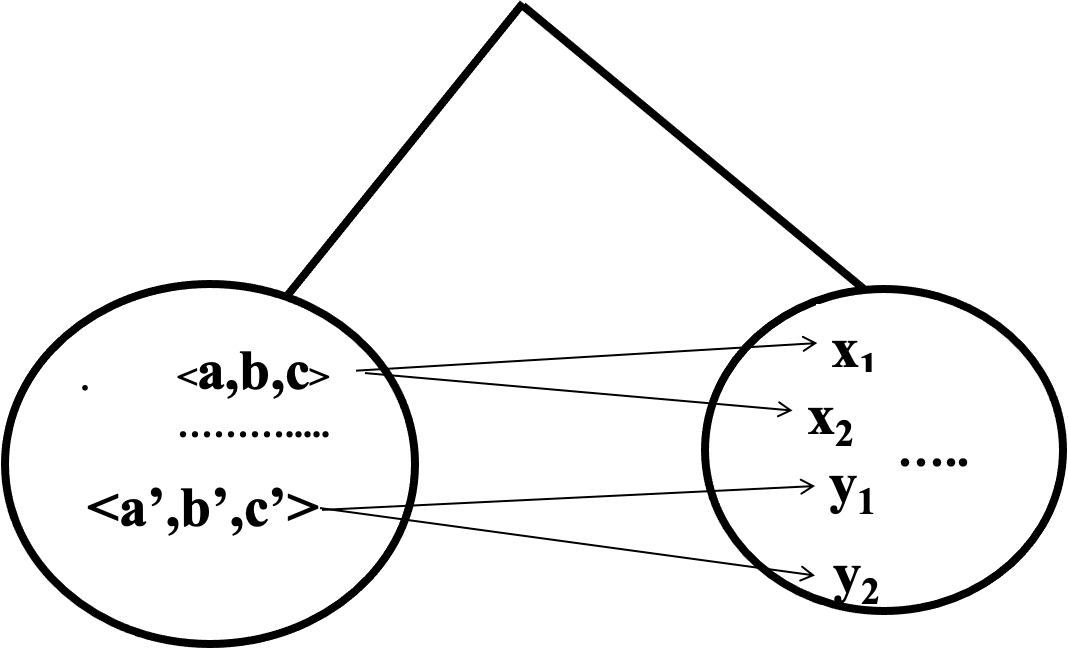 <a,b,c>
...............
<a’,b’,c’>
x₁
x₂
.....
y₁
y₂